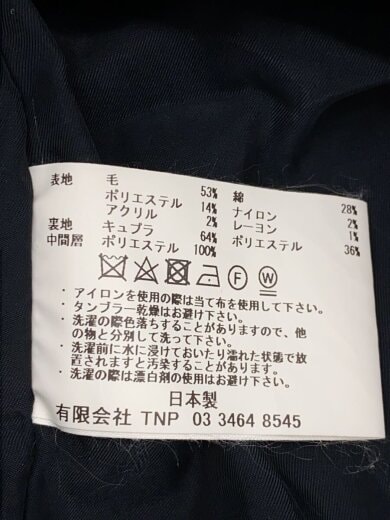 表地 毛 53% 綿 28%
ポリエステル 14% ナイロン 2%
アクリル 2% レーヨン 1%
裏地 キュプラ 64% ポリエステル 36%
中間層 ポリエステル 100%
F W
・アイロンを使用の際は当て布を使用して下さい。
・タンブラー乾燥はお避け下さい。
・洗濯の際色落ちすることがありますので、他
の物と分別して洗って下さい。
・洗濯前に水に浸けておいたり濡れた状態で放
置されますと汚染することがあります。
・洗濯の際は漂白剤の使用はお避け下さい。
日本製
有限会社 TNP 03 3464 8545